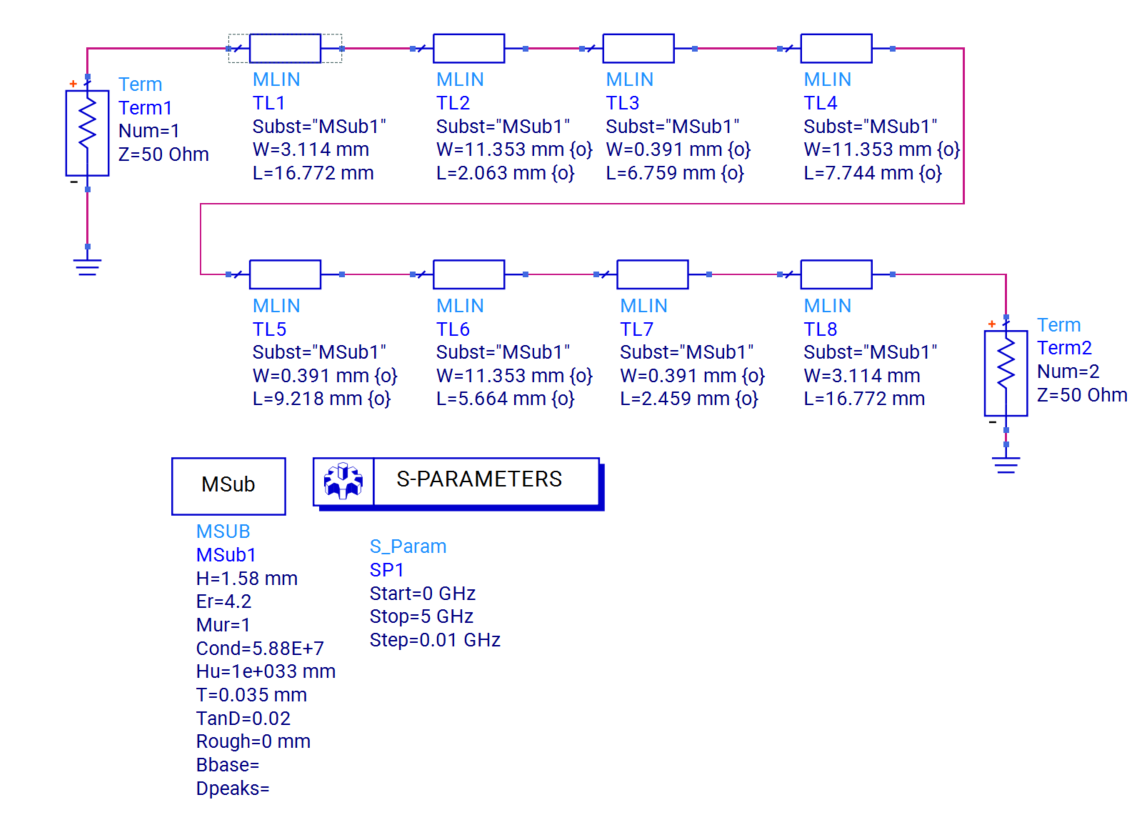 MLIN
TL1
Subst="MSub1"
W=3.114 mm
L=16.772 mm
MLIN
TL2
Subst="MSub1"
W=11.353 mm {o}
L=2.063 mm {o}
MLIN
TL3
Subst="MSub1"
W=0.391 mm {o}
L=6.759 mm {o}
MLIN
TL4
Subst="MSub1"
W=11.353 mm {o}
L=7.744 mm {o}
+
Term
Term1
Num=1
Z=50 Ohm
-
MLIN
TL5
Subst="MSub1"
W=0.391 mm {o}
L=9.218 mm {o}
MLIN
TL6
Subst="MSub1"
W=11.353 mm {o}
L=5.664 mm {o}
MLIN
TL7
Subst="MSub1"
W=0.391 mm {o}
L=2.459 mm {o}
MLIN
TL8
Subst="MSub1"
W=3.114 mm
L=16.772 mm
+
Term
Term2
Num=2
Z=50 Ohm
-
MSub
MSUB
MSub1
H=1.58 mm
Er=4.2
Mur=1
Cond=5.88E+7
Hu=1e+033 mm
T=0.035 mm
TanD=0.02
Rough=0 mm
Bbase=
Dpeaks=
S-PARAMETERS
S_Param
SP1
Start=0 GHz
Stop=5 GHz
Step=0.01 GHz